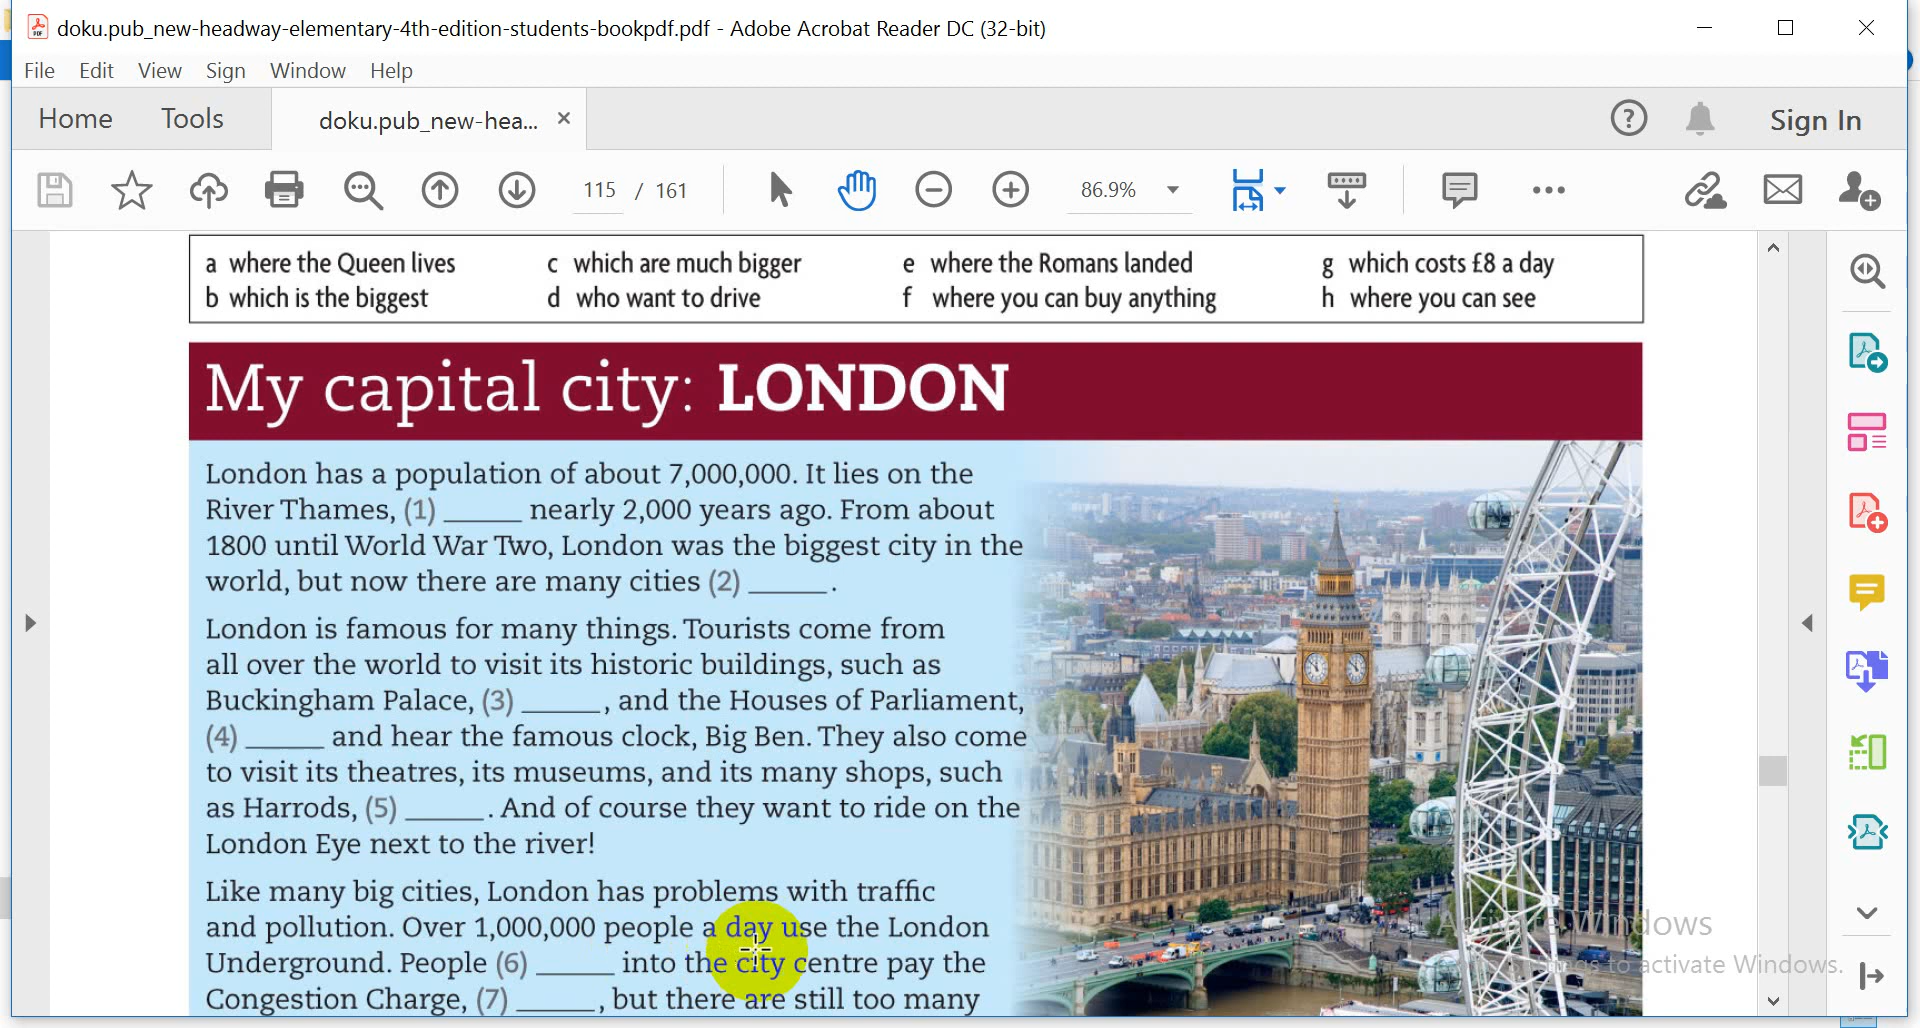 doku.pub_new-headway-elementary-4th-edition-students-bookpdf.pdf - Adobe Acrobat Reader DC (32-bit)
File Edit View Sign Window Help
Home Tools doku.pub_new-hea... × ? Sign In
115 / 161 86.9%
a where the Queen lives c which are much bigger e where the Romans landed g which costs £8 a day
b which is the biggest d who want to drive f where you can buy anything h where you can see
My capital city: LONDON
London has a population of about 7,000,000. It lies on the
River Thames, (1) _____ nearly 2,000 years ago. From about
1800 until World War Two, London was the biggest city in the
world, but now there are many cities (2) _____ .
London is famous for many things. Tourists come from
all over the world to visit its historic buildings, such as
Buckingham Palace, (3) _____ , and the Houses of Parliament,
(4) _____ and hear the famous clock, Big Ben. They also come
to visit its theatres, its museums, and its many shops, such
as Harrods, (5) _____ . And of course they want to ride on the
London Eye next to the river!
Like many big cities, London has problems with traffic
and pollution. Over 1,000,000 people a day use the London
Underground. People (6) _____ into the city centre pay the
Congestion Charge, (7) _____ , but there are still too many
Windows
to activate Windows.